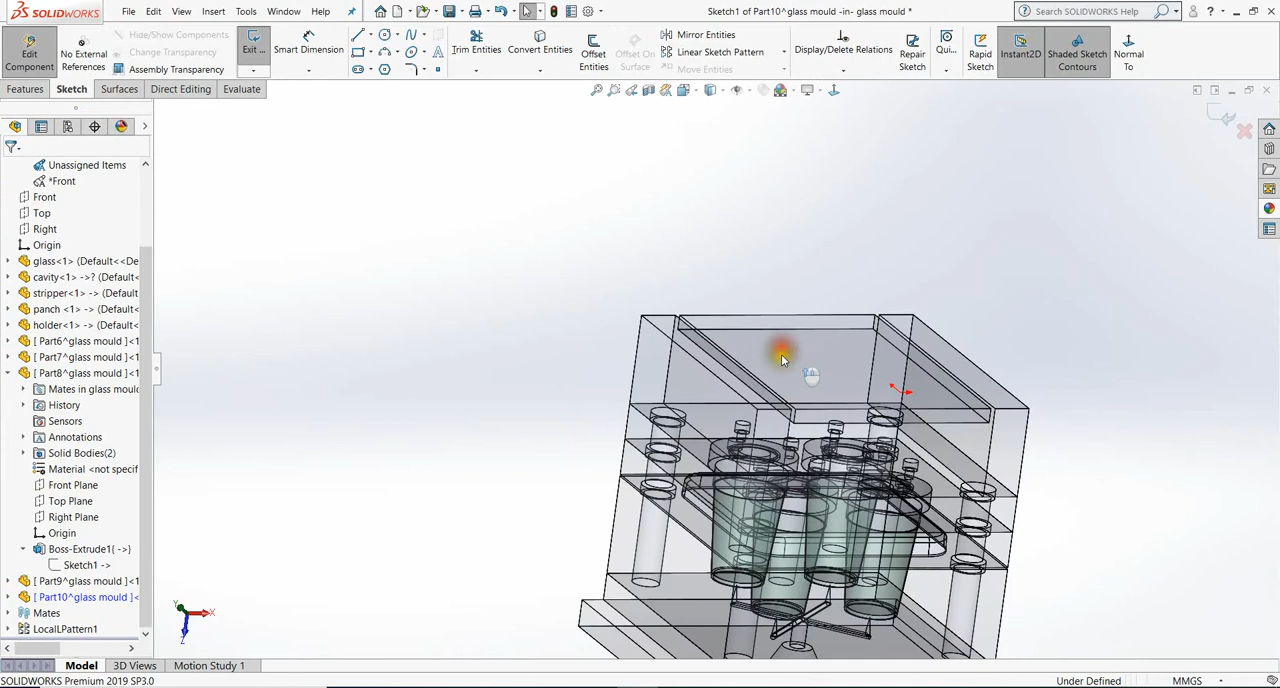 SOLIDWORKS File Edit View Insert Tools Window Help Sketch1 of Part10^glass mould -in- glass mould * Search SOLIDWORKS Help
Edit Component
No External References
Hide/Show Components
Change Transparency
Assembly Transparency
Exit ...
Smart Dimension
Trim Entities
Convert Entities
Offset Entities
Offset On Surface
Mirror Entities
Linear Sketch Pattern
Move Entities
Display/Delete Relations
Repair Sketch
Qui...
Rapid Sketch
Instant2D
Shaded Sketch Contours
Normal To
Features Sketch Surfaces Direct Editing Evaluate
Unassigned Items
*Front
Front
Top
Right
Origin
glass<1> (Default<<De
cavity<1> ->? (Default<
stripper<1> -> (Default
panch <1> -> (Default<
holder<1> -> (Default<
[ Part6^glass mould ]<1
[ Part7^glass mould ]<1
[ Part8^glass mould ]<1
Mates in glass mould
History
Sensors
Annotations
Solid Bodies(2)
Material <not specif
Front Plane
Top Plane
Right Plane
Origin
Boss-Extrude1{ ->}
Sketch1 ->
[ Part9^glass mould ]<1
[ Part10^glass mould ]<
Mates
LocalLPattern1
Y X Z
Model 3D Views Motion Study 1
SOLIDWORKS Premium 2019 SP3.0 Under Defined MMGS